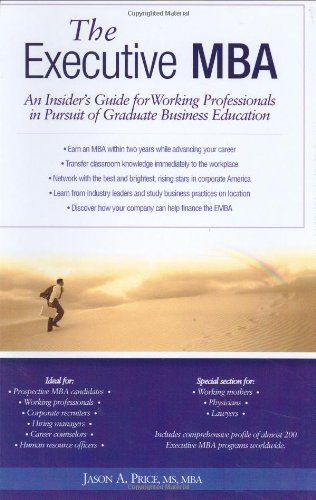 The
Executive MBA
An Insider's Guide for Working Professionals
in Pursuit of Graduate Business Education
• Earn an MBA within two years while advancing your career
• Transfer classroom knowledge immediately to the workplace
• Network with the best and brightest, rising stars in corporate America
• Learn from industry leaders and study business practices on location
• Discover how your company can help finance the EMBA
Ideal for:
• Prospective MBA candidates •
• Working professionals •
• Corporate recruiters •
• Hiring managers •
• Career counselors •
• Human resource officers •
Special section for:
• Working mothers •
• Physicians •
• Lawyers •
Includes comprehensive profile of almost 200
Executive MBA programs worldwide.
Jason A. Price, MS, MBA